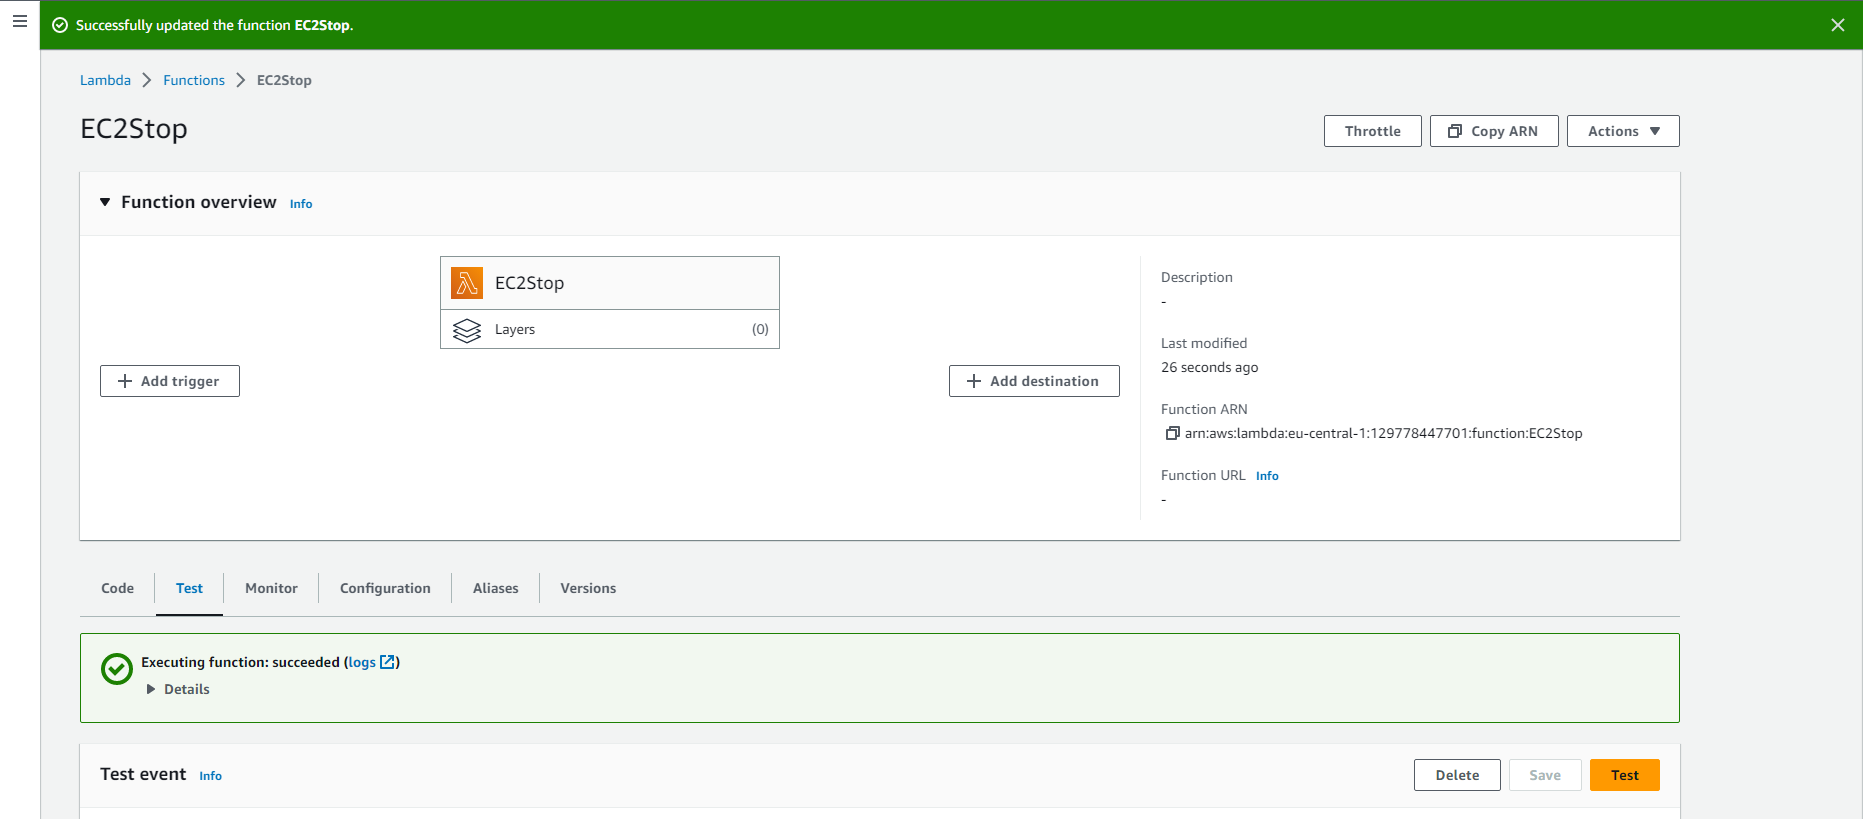 Successfully updated the function EC2Stop.
Lambda > Functions > EC2Stop
EC2Stop
Throttle
Copy ARN
Actions
Function overview Info
EC2Stop
Layers (0)
Add trigger
Add destination
Description
-
Last modified
26 seconds ago
Function ARN
arn:aws:lambda:eu-central-1:129778447701:function:EC2Stop
Function URL Info
-
Code Test Monitor Configuration Aliases Versions
Executing function: succeeded (logs)
Details
Test event Info
Delete
Save
Test